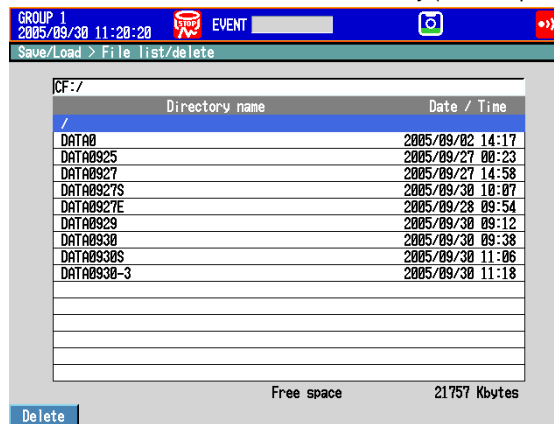 GROUP 1
2005/09/30 11:20:20 STOP EVENT
Save/Load > File list/delete
CF:/
Directory name Date / Time
/
DATA0 2005/09/02 14:17
DATA0925 2005/09/27 00:23
DATA0927 2005/09/27 14:58
DATA0927S 2005/09/30 10:07
DATA0927E 2005/09/28 09:54
DATA0929 2005/09/30 09:12
DATA0930 2005/09/30 09:38
DATA0930S 2005/09/30 11:06
DATA0930-3 2005/09/30 11:18
Free space 21757 Kbytes
Delete